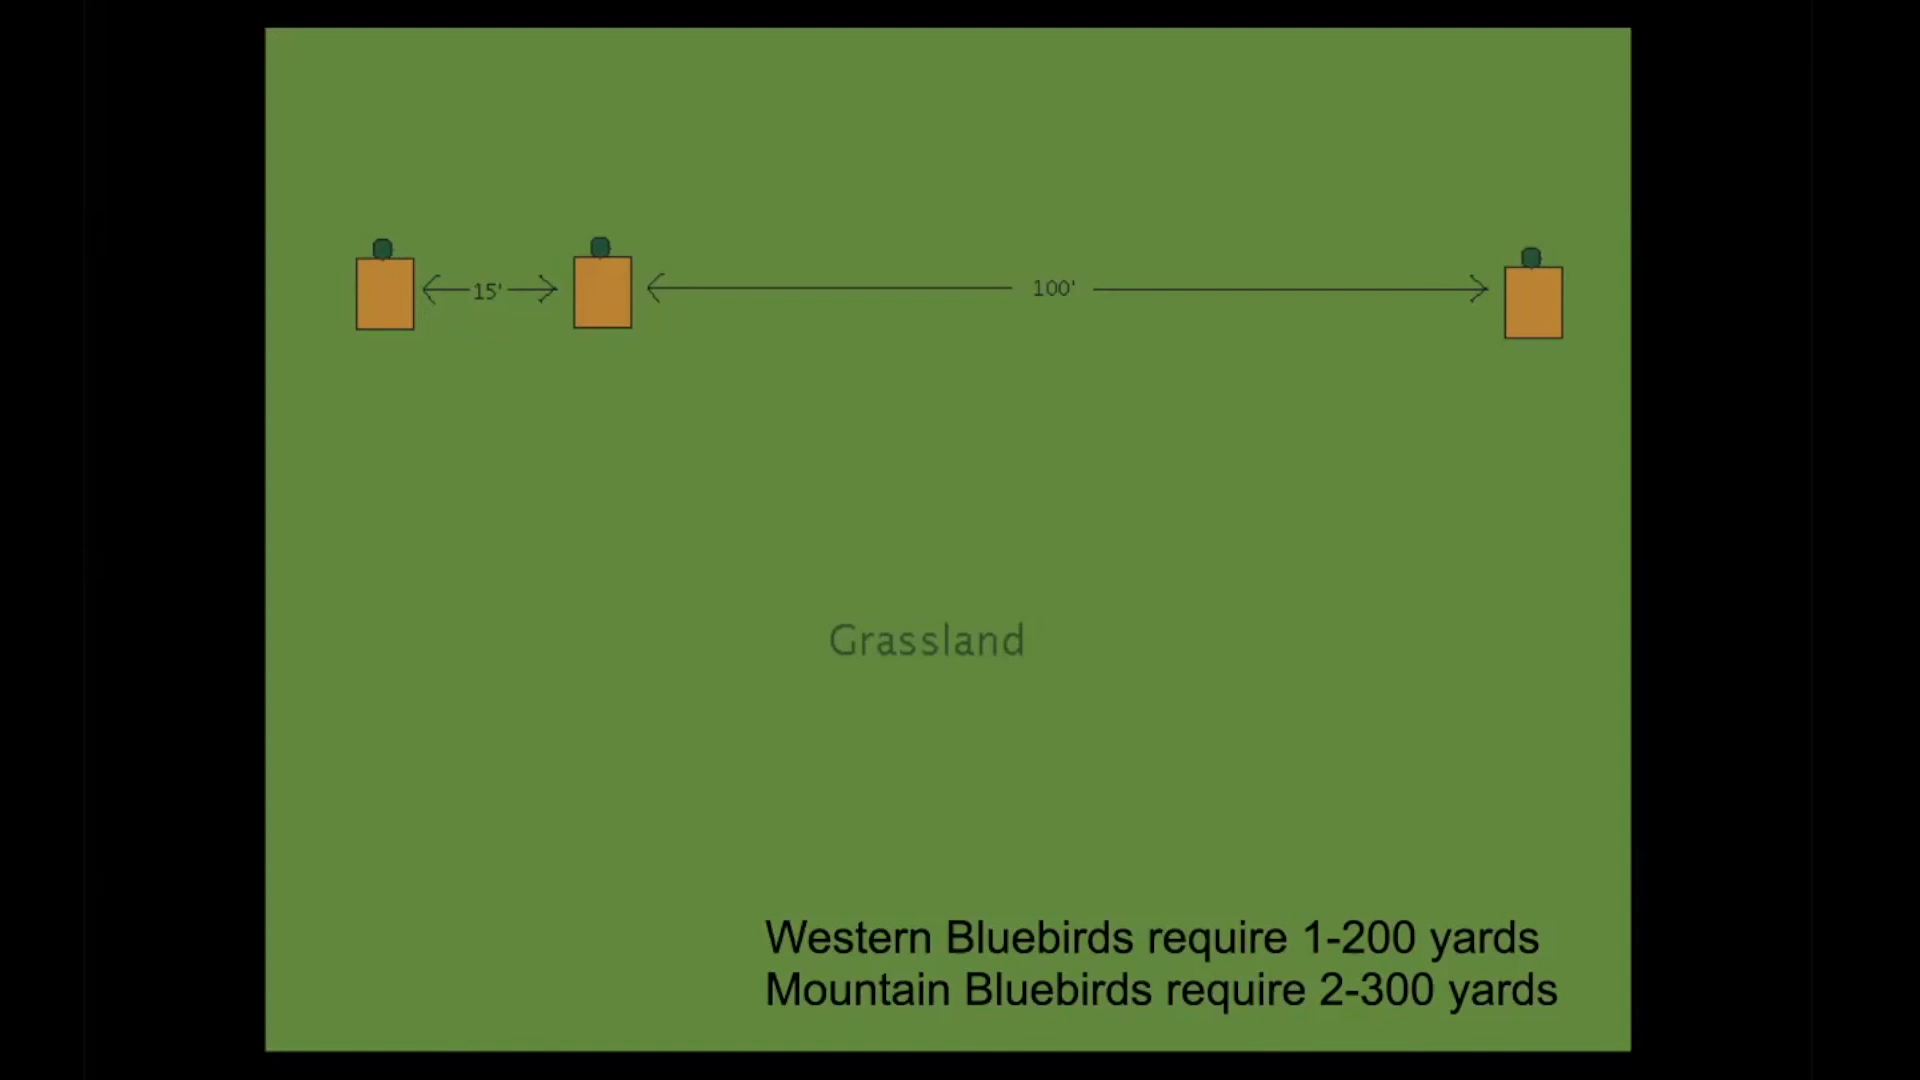 15'
100'
Grassland
Western Bluebirds require 1-200 yards
Mountain Bluebirds require 2-300 yards